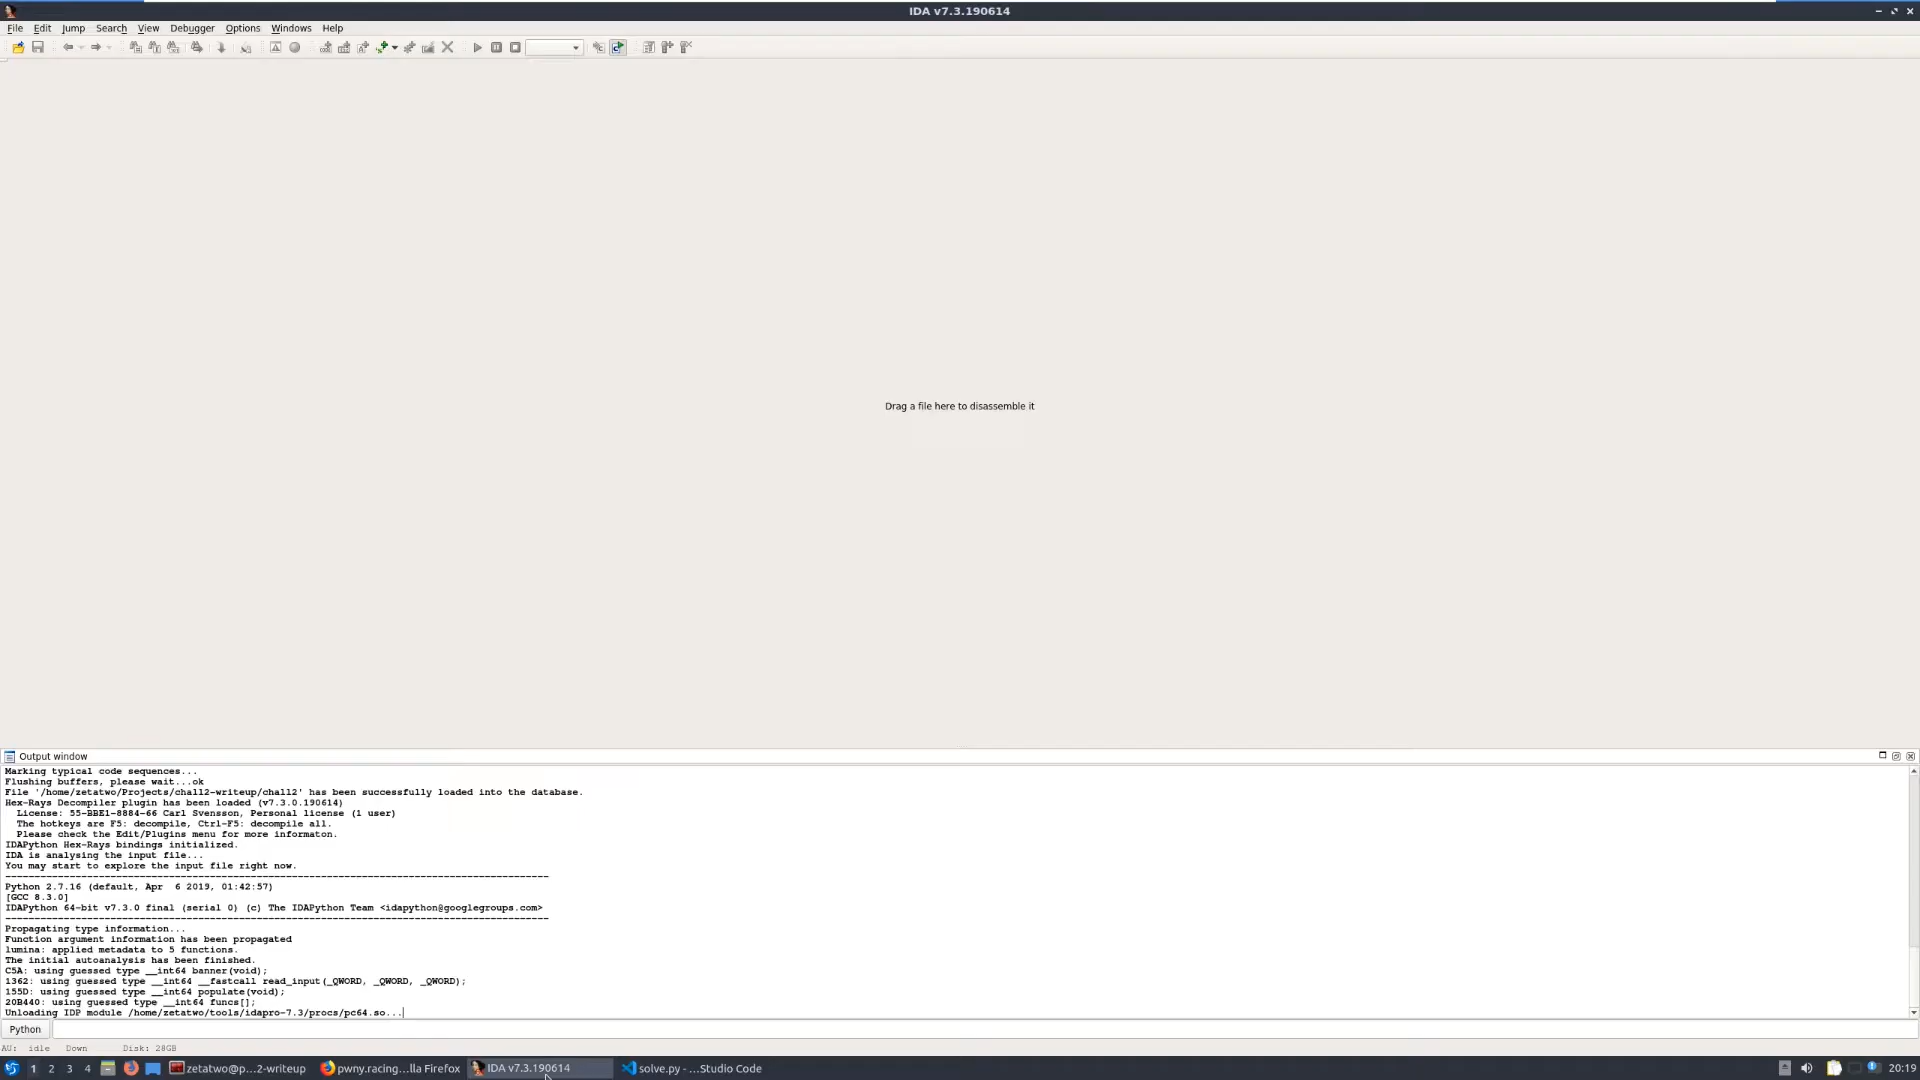 IDA v7.3.190614
File Edit Jump Search View Debugger Options Windows Help
Drag a file here to disassemble it
Output window
Marking typical code sequences...
Flushing buffers, please wait...ok
File '/home/zetatwo/Projects/chall2-writeup/chall2' has been successfully loaded into the database.
Hex-Rays Decompiler plugin has been loaded (v7.3.0.190614)
License: 55-BBE1-8884-66 Carl Svensson, Personal license (1 user)
The hotkeys are F5: decompile, Ctrl-F5: decompile all.
Please check the Edit/Plugins menu for more informaton.
IDAPython Hex-Rays bindings initialized.
IDA is analysing the input file...
You may start to explore the input file right now.
Python 2.7.16 (default, Apr  6 2019, 01:42:57)
[GCC 8.3.0]
IDAPython 64-bit v7.3.0 final (serial 0) (c) The IDAPython Team <idapython@googlegroups.com>
Propagating type information...
Function argument information has been propagated
lumina: applied metadata to 5 functions.
The initial autoanalysis has been finished.
C5A: using guessed type __int64 banner(void);
1362: using guessed type __int64 __fastcall read_input(_QWORD, _QWORD, _QWORD);
155D: using guessed type __int64 populate(void);
20B440: using guessed type __int64 funcs[];
Unloading IDP module /home/zetatwo/tools/idapro-7.3/procs/pc64.so...
Python
AU: idle Down Disk: 28GB
1 2 3 4 zetatwo@p...2-writeup pwny.racing...lla Firefox IDA v7.3.190614 solve.py - ...Studio Code 20:19